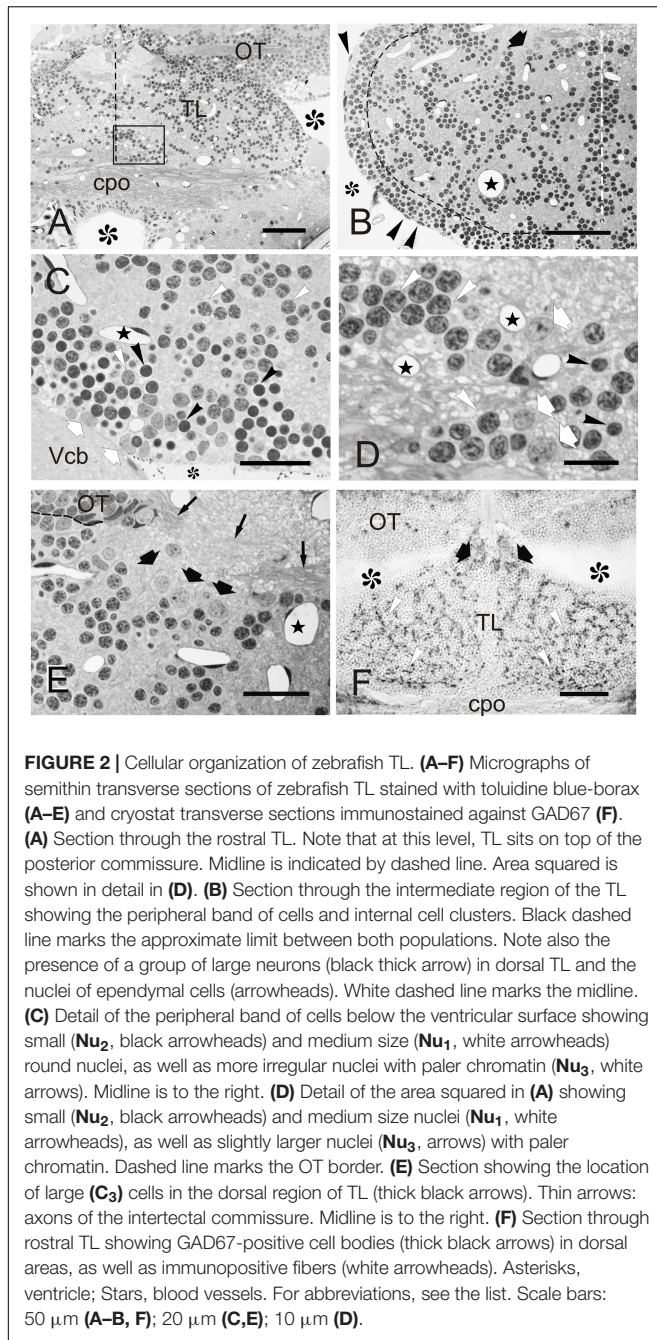 OT
TL
cpo
A
B
C
Vcb
D
OT
E
OT
TL
cpo
F
FIGURE 2 | Cellular organization of zebrafish TL. (A–F) Micrographs of
semithin transverse sections of zebrafish TL stained with toluidine blue-borax
(A–E) and cryostat transverse sections immunostained against GAD67 (F).
(A) Section through the rostral TL. Note that at this level, TL sits on top of the
posterior commissure. Midline is indicated by dashed line. Area squared is
shown in detail in (D). (B) Section through the intermediate region of the TL
showing the peripheral band of cells and internal cell clusters. Black dashed
line marks the approximate limit between both populations. Note also the
presence of a group of large neurons (black thick arrow) in dorsal TL and the
nuclei of ependymal cells (arrowheads). White dashed line marks the midline.
(C) Detail of the peripheral band of cells below the ventricular surface showing
small (Nu2, black arrowheads) and medium size (Nu1, white arrowheads)
round nuclei, as well as more irregular nuclei with paler chromatin (Nu3, white
arrows). Midline is to the right. (D) Detail of the area squared in (A) showing
small (Nu2, black arrowheads) and medium size nuclei (Nu1, white
arrowheads), as well as slightly larger nuclei (Nu3, arrows) with paler
chromatin. Dashed line marks the OT border. (E) Section showing the location
of large (C3) cells in the dorsal region of TL (thick black arrows). Thin arrows:
axons of the intertectal commissure. Midline is to the right. (F) Section through
rostral TL showing GAD67-positive cell bodies (thick black arrows) in dorsal
areas, as well as immunopositive fibers (white arrowheads). Asterisks,
ventricle; Stars, blood vessels. For abbreviations, see the list. Scale bars:
50 μm (A–B, F); 20 μm (C,E); 10 μm (D).